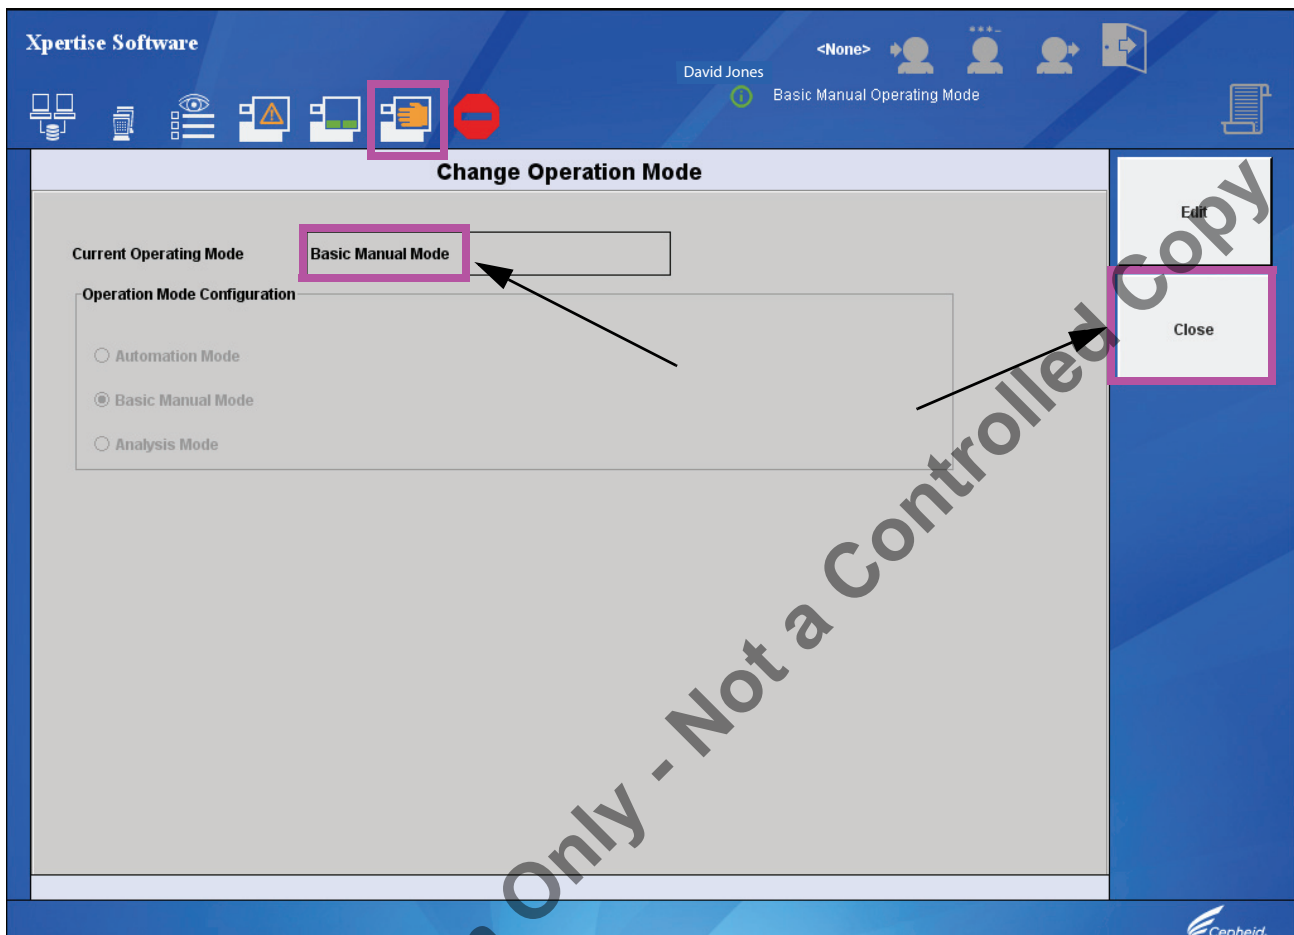 Xpertise Software
<None>
***_
David Jones
Basic Manual Operating Mode
Change Operation Mode
Edit
Current Operating Mode
Basic Manual Mode
Operation Mode Configuration
Close
Automation Mode
Basic Manual Mode
Analysis Mode
Only - Not a Controlled Copy
Cepheid.